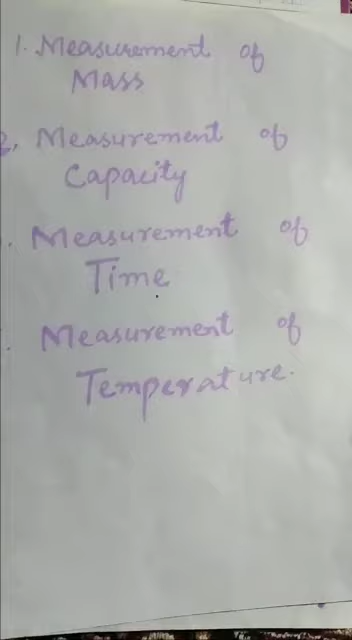 1. Measurement of
Mass
2, Measurement of
Capacity
. Measurement of
Time
. Measurement of
Temperature.